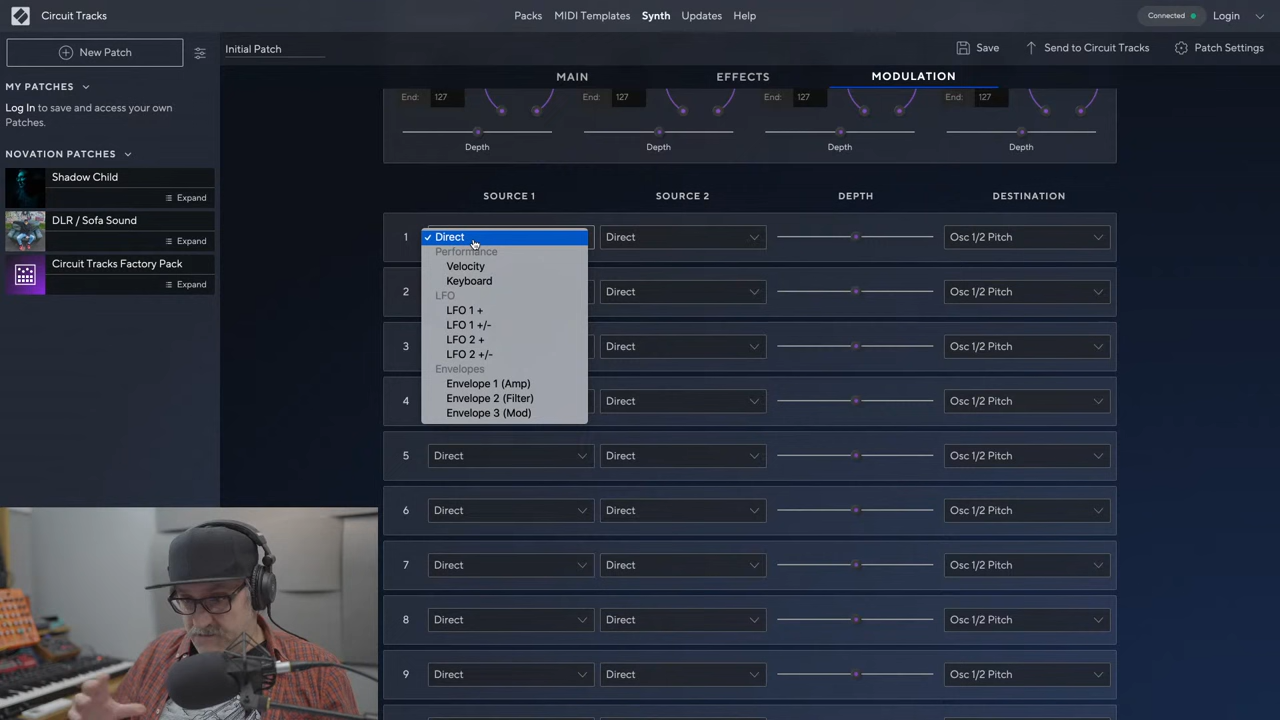 Circuit Tracks
Packs
MIDI Templates
Synth
Updates
Help
Connected
Login
New Patch
Initial Patch
Save
Send to Circuit Tracks
Patch Settings
MY PATCHES
Log In to save and access your own
Patches.
NOVATION PATCHES
Shadow Child
Expand
DLR / Sofa Sound
Expand
Circuit Tracks Factory Pack
Expand
MAIN
EFFECTS
MODULATION
End: 127
End: 127
End: 127
End: 127
Depth
Depth
Depth
Depth
SOURCE 1
SOURCE 2
DEPTH
DESTINATION
1
✓ Direct
Performance
Velocity
Keyboard
LFO
LFO 1 +
LFO 1 +/-
LFO 2 +
LFO 2 +/-
Envelopes
Envelope 1 (Amp)
Envelope 2 (Filter)
Envelope 3 (Mod)
Direct
Osc 1/2 Pitch
2
Direct
Osc 1/2 Pitch
3
Direct
Osc 1/2 Pitch
4
Direct
Osc 1/2 Pitch
5
Direct
Direct
Osc 1/2 Pitch
6
Direct
Direct
Osc 1/2 Pitch
7
Direct
Direct
Osc 1/2 Pitch
8
Direct
Direct
Osc 1/2 Pitch
9
Direct
Direct
Osc 1/2 Pitch